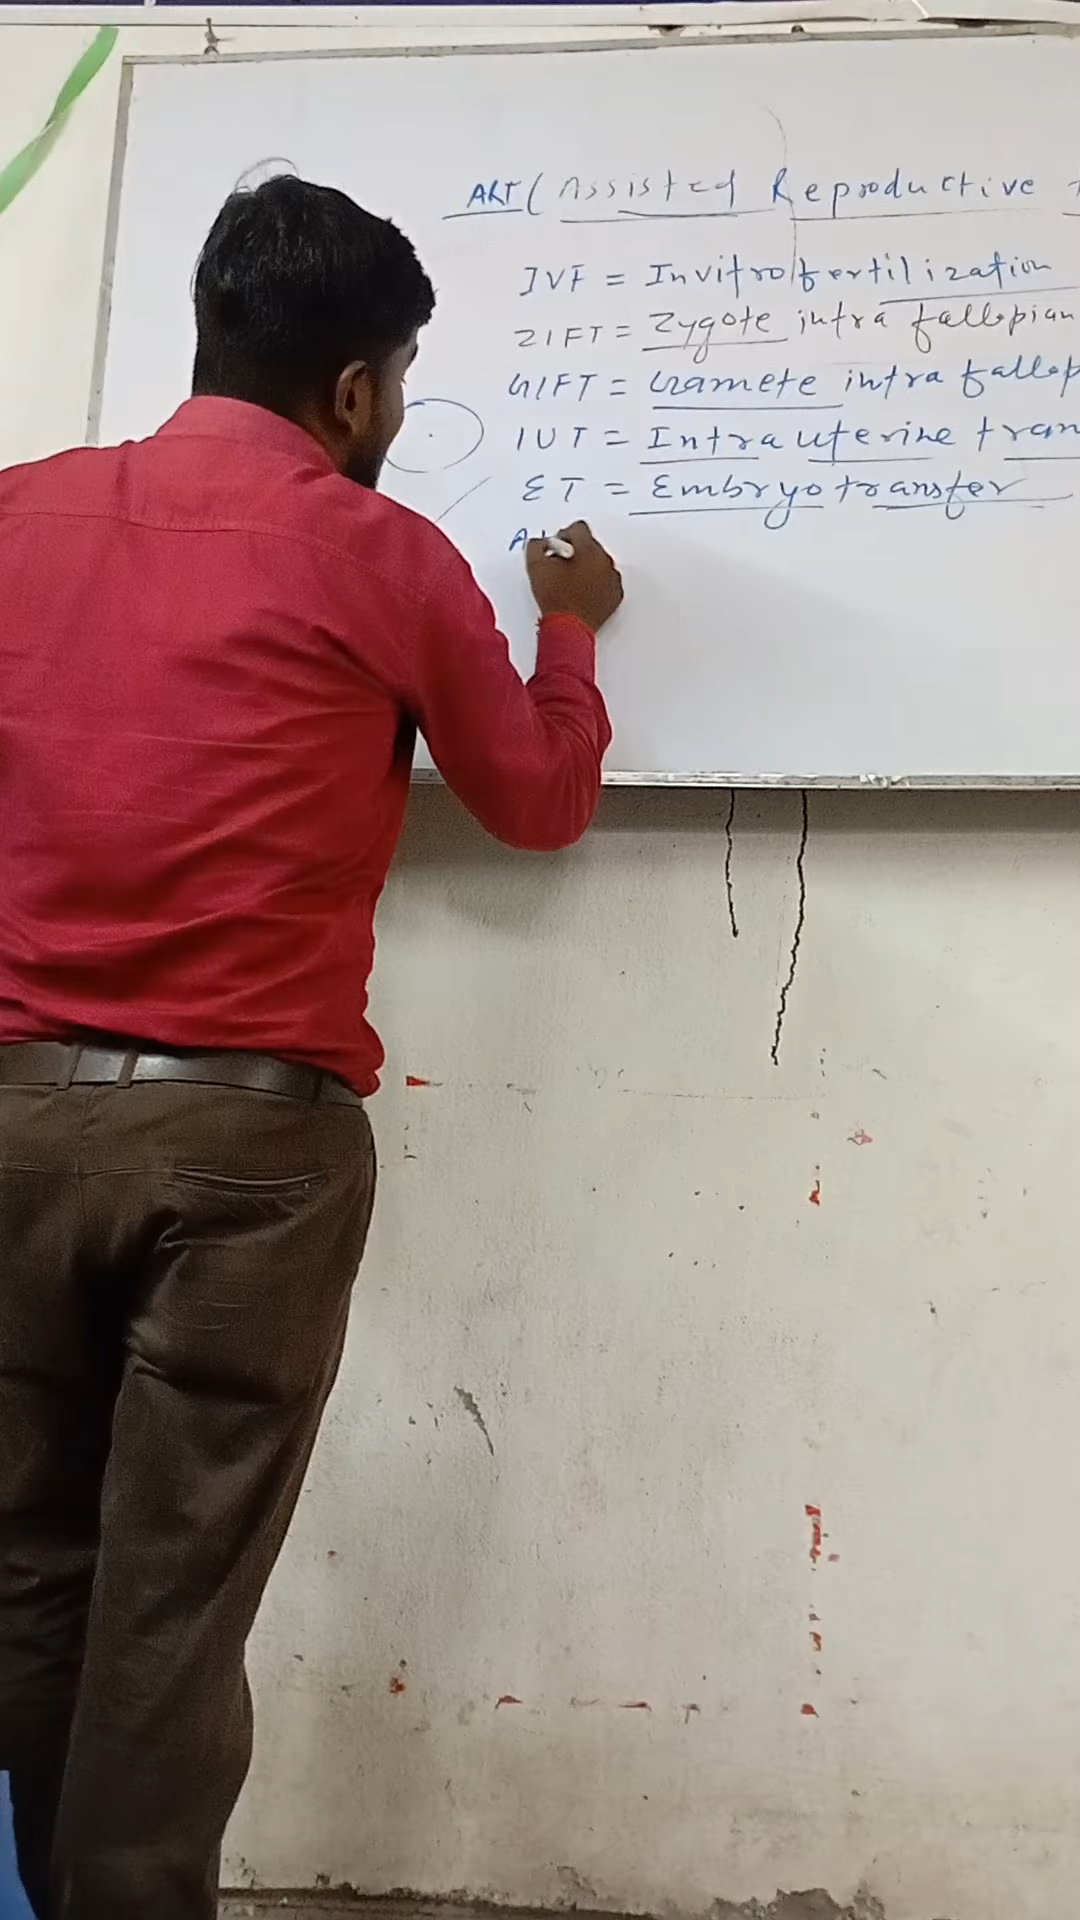 ART ( Assisted Reproductive
IVF = Invitro fertilization
ZIFT = Zygote intra fallopian
GIFT = Gamete intra fallop
IUT = Intra uterine tran
ET = Embryo transfer
A